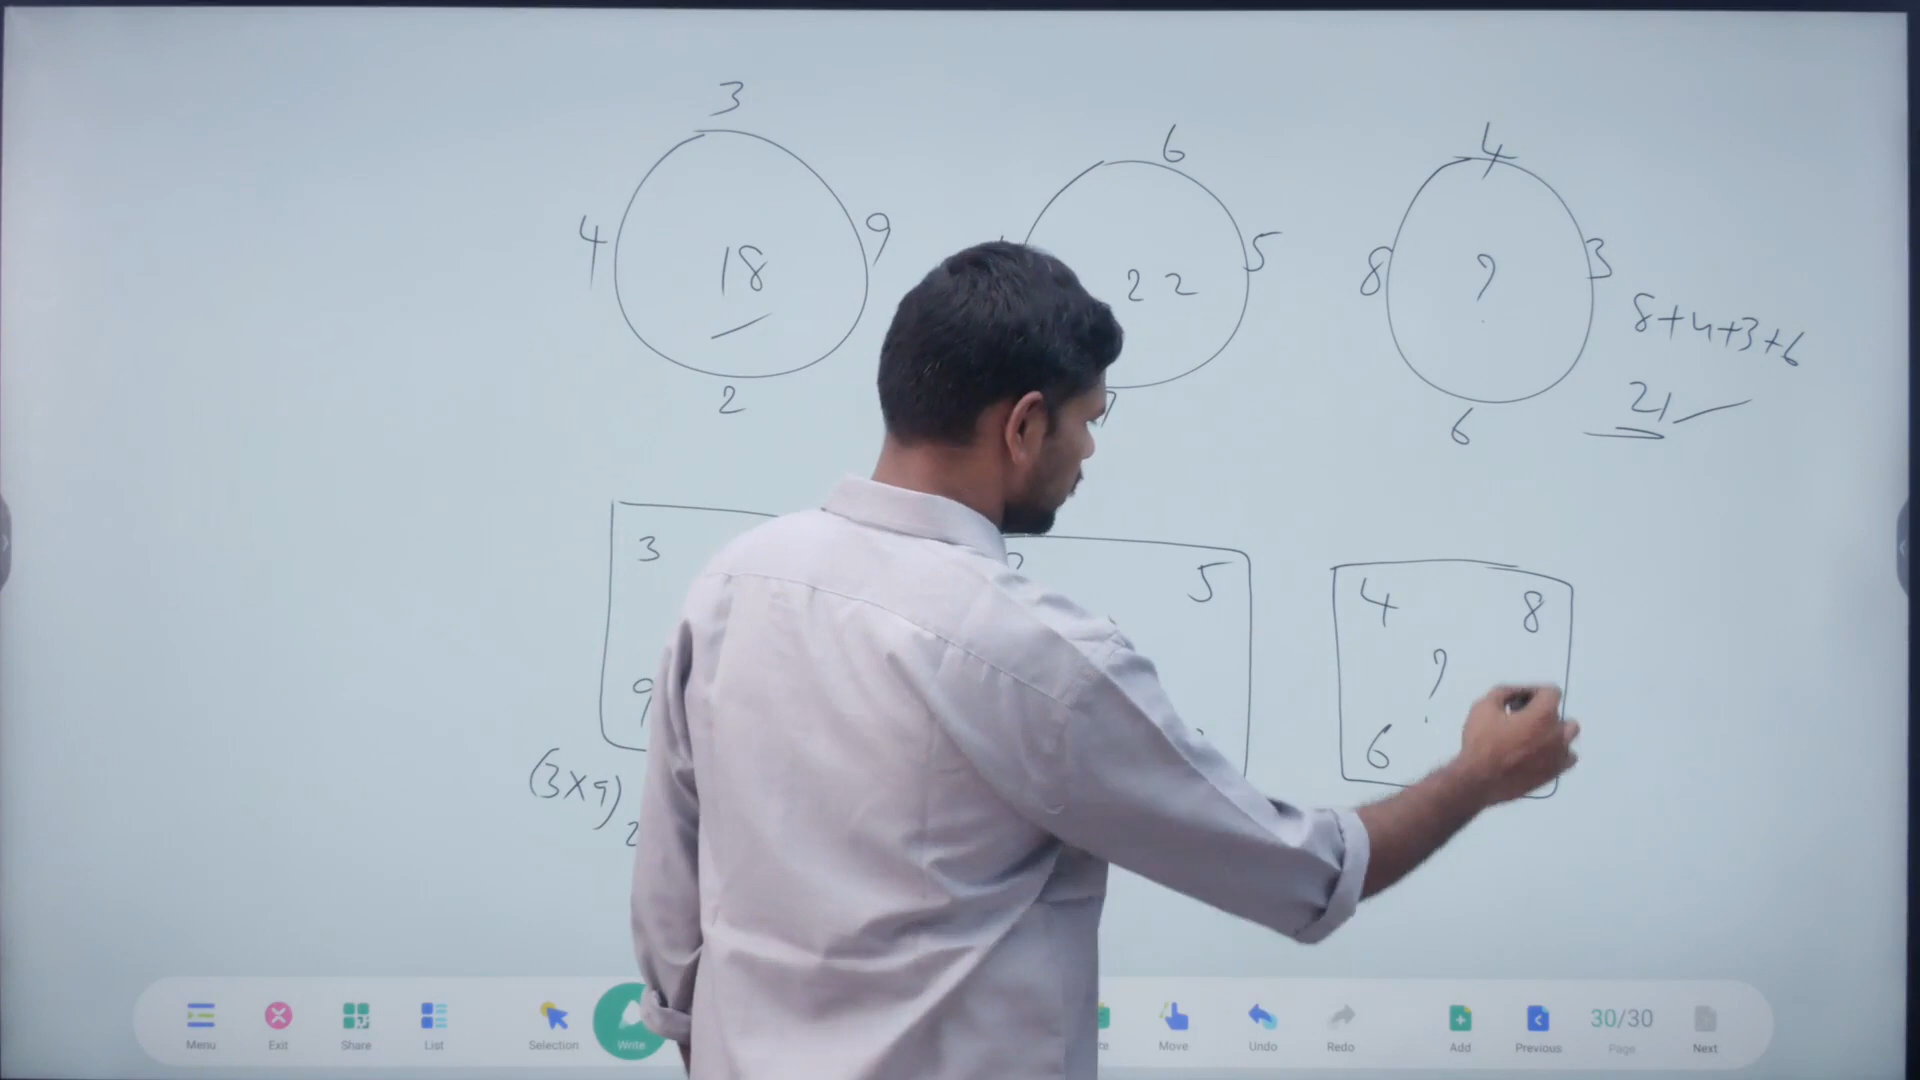 3
6
4
4
9
5
8
3
18
22
?
8+4+3+6
21
2
6
3
5
4
8
?
9
6
(3x9)
2
Menu
Exit
Share
List
Selection
Write
Move
Undo
Redo
Add
Previous
30/30
Page
Next